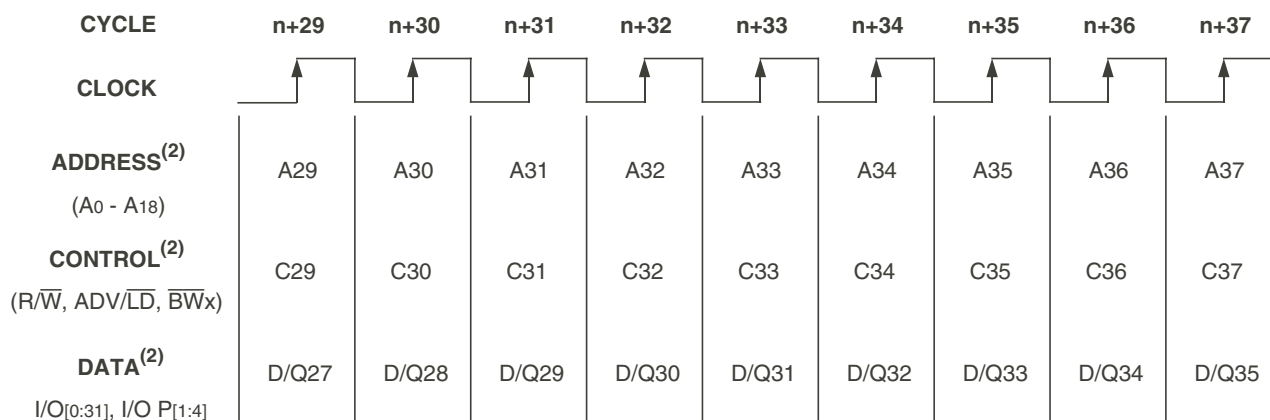 CYCLE n+29 n+30 n+31 n+32 n+33 n+34 n+35 n+36 n+37
CLOCK
ADDRESS(2) A29 A30 A31 A32 A33 A34 A35 A36 A37
(A0 - A18)
CONTROL(2) C29 C30 C31 C32 C33 C34 C35 C36 C37
(R/W̅, ADV/L̅D̅, B̅W̅x)
DATA(2) D/Q27 D/Q28 D/Q29 D/Q30 D/Q31 D/Q32 D/Q33 D/Q34 D/Q35
I/O[0:31], I/O P[1:4]